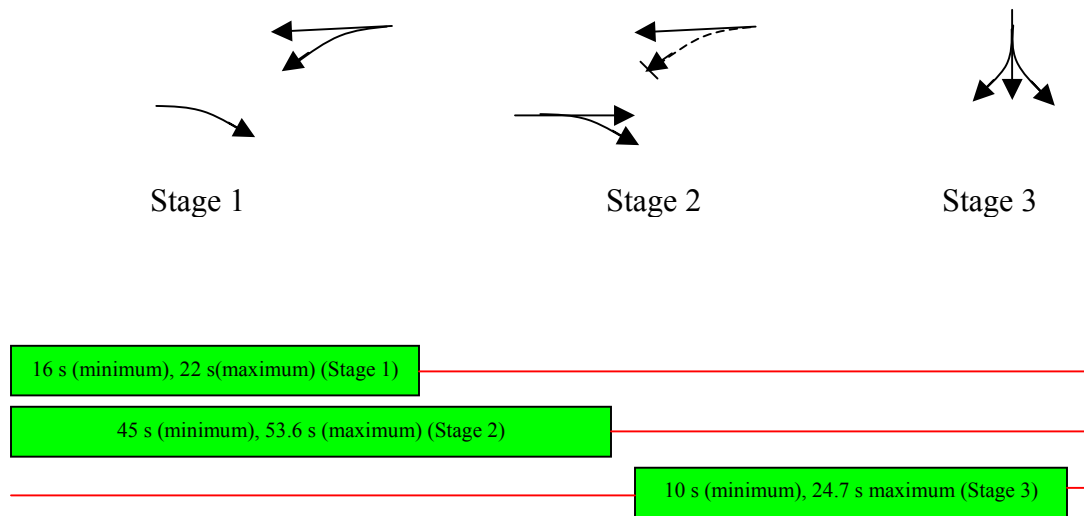 Stage 1
Stage 2
Stage 3
16 s (minimum), 22 s(maximum) (Stage 1)
45 s (minimum), 53.6 s (maximum) (Stage 2)
10 s (minimum), 24.7 s maximum (Stage 3)